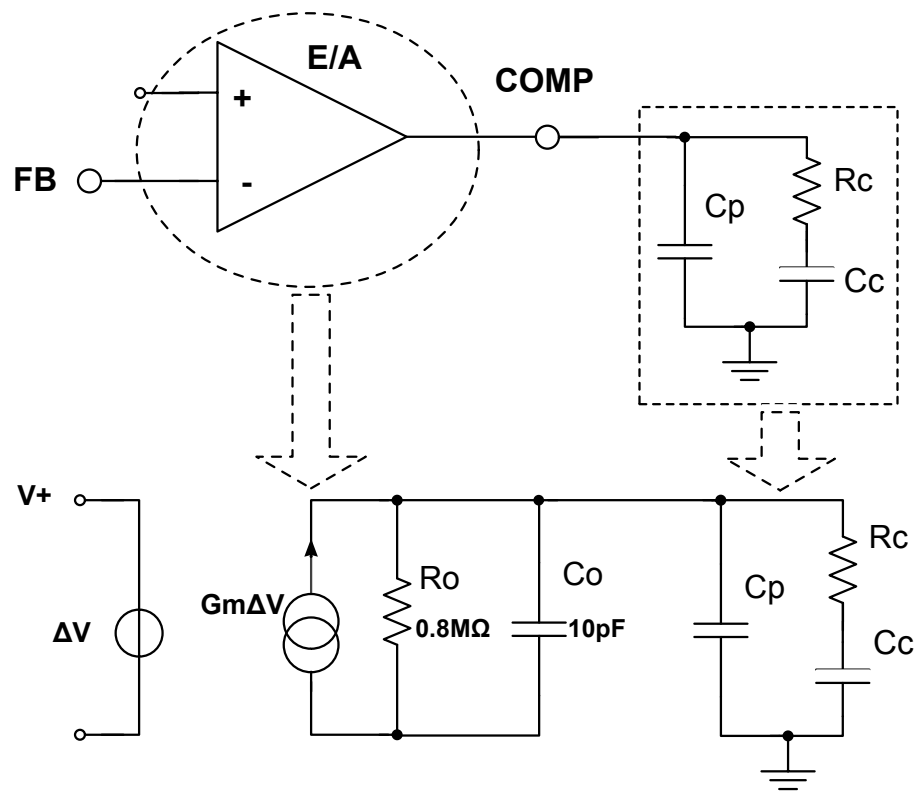 E/A
COMP
+
FB
-
Cp
Rc
Cc
V+
ΔV
GmΔV
Ro
0.8MΩ
Co
10pF
Cp
Rc
Cc